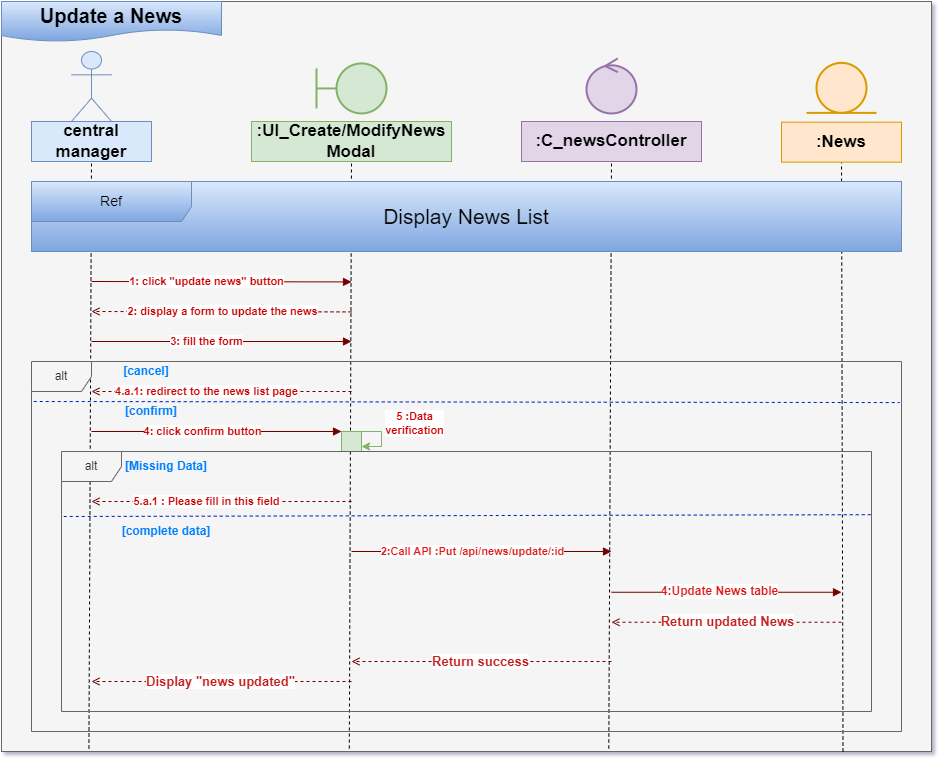 Update a News
central
manager
:UI_Create/ModifyNews
Modal
:C_newsController
:News
Ref
Display News List
1: click "update news" button
2: display a form to update the news
3: fill the form
alt
[cancel]
4.a.1: redirect to the news list page
[confirm]
4: click confirm button
5 :Data
verification
alt
[Missing Data]
5.a.1 : Please fill in this field
[complete data]
2:Call API :Put /api/news/update/:id
4:Update News table
Return updated News
Return success
Display "news updated"